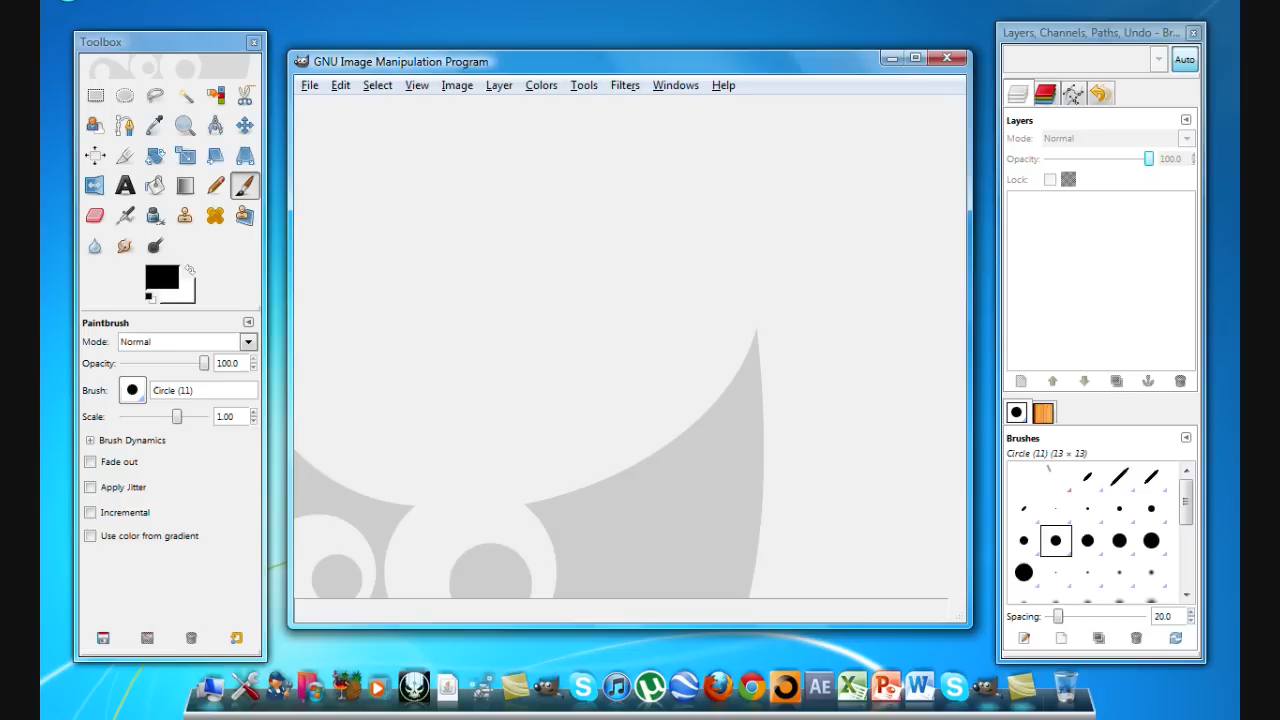 Toolbox
Paintbrush
Mode: Normal
Opacity: 100.0
Brush: Circle (11)
Scale: 1.00
Brush Dynamics
Fade out
Apply Jitter
Incremental
Use color from gradient
GNU Image Manipulation Program
File Edit Select View Image Layer Colors Tools Filters Windows Help
Layers, Channels, Paths, Undo - Br...
Auto
Layers
Mode: Normal
Opacity: 100.0
Lock:
Brushes
Circle (11) (13 × 13)
Spacing: 20.0
AE